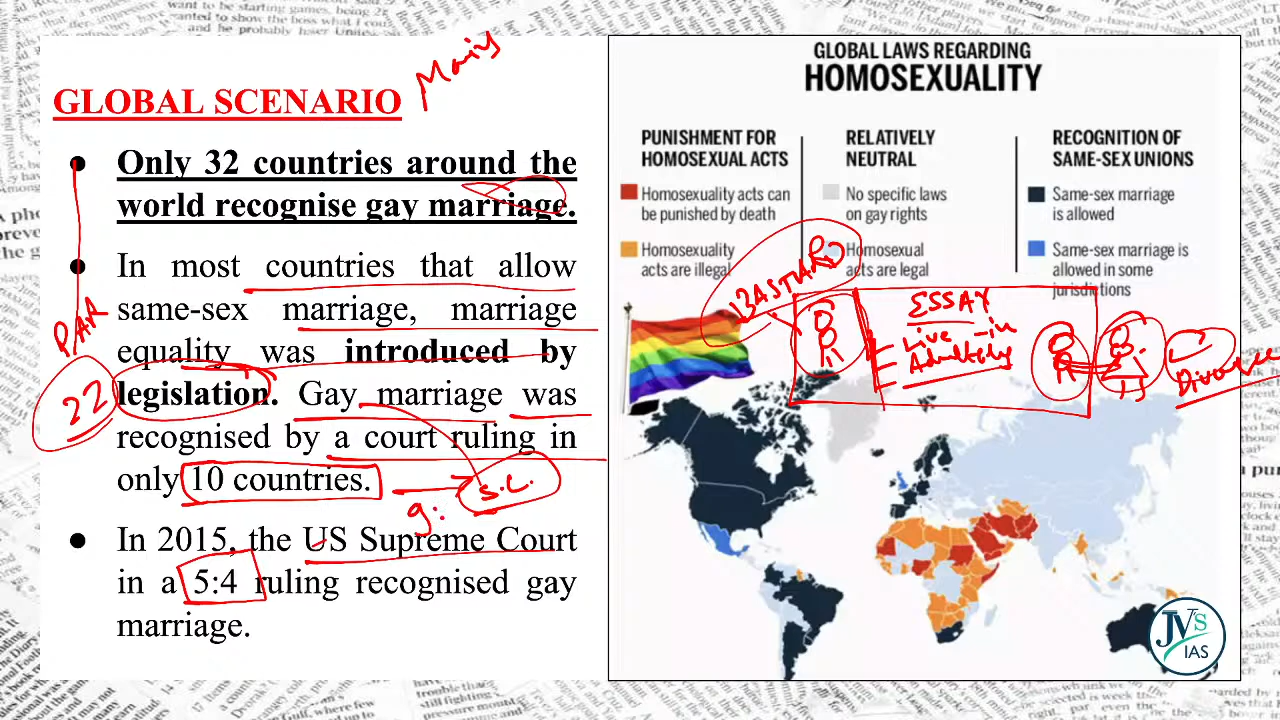 GLOBAL SCENARIO
Mains
● Only 32 countries around the
world recognise gay marriage.
● In most countries that allow
same-sex marriage, marriage
equality was introduced by
legislation. Gay marriage was
recognised by a court ruling in
only 10 countries.
● In 2015, the US Supreme Court
in a 5:4 ruling recognised gay
marriage.
PAR
22
S.C.
GLOBAL LAWS REGARDING
HOMOSEXUALITY
PUNISHMENT FOR
HOMOSEXUAL ACTS
Homosexuality acts can
be punished by death
Homosexuality
acts are illegal
RELATIVELY
NEUTRAL
No specific laws
on gay rights
Homosexual
acts are legal
RECOGNITION OF
SAME-SEX UNIONS
Same-sex marriage
is allowed
Same-sex marriage is
allowed in some
jurisdictions
BASTARD
ESSAY
Live-in
Adultery
Divorce
JV'S
IAS